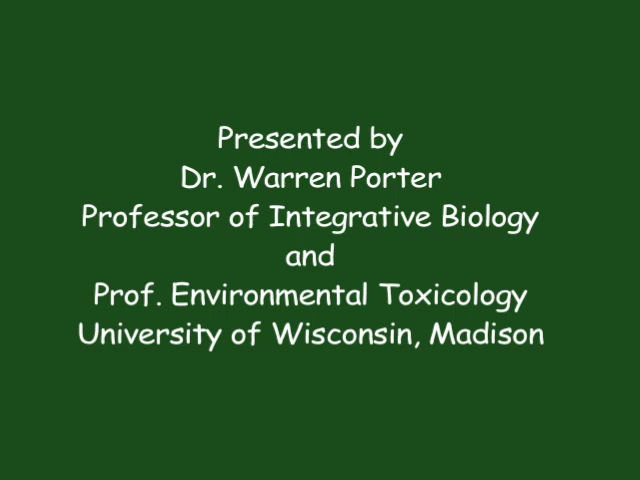 Presented by
Dr. Warren Porter
Professor of Integrative Biology
and
Prof. Environmental Toxicology
University of Wisconsin, Madison